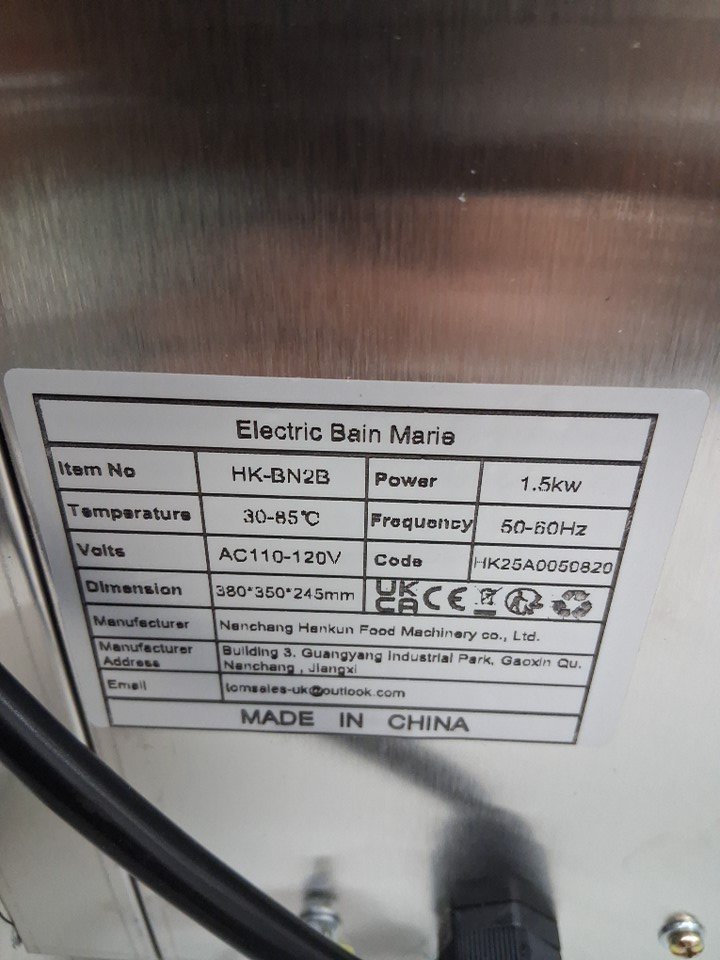 Electric Bain Marie
Item No HK-BN2B Power 1.5kw
Temperature 30-85℃ Frequency 50-60Hz
Volts AC110-120V Code HK25A0050820
Dimension 380*350*245mm UK CA CE
Manufacturer Nanchang Hankun Food Machinery co., Ltd.
Manufacturer Address Building 3, Guangyang Industrial Park, Gaoxin Qu.
Nanchang , Jiangxi
Email tomsales-uk@outlook.com
MADE IN CHINA